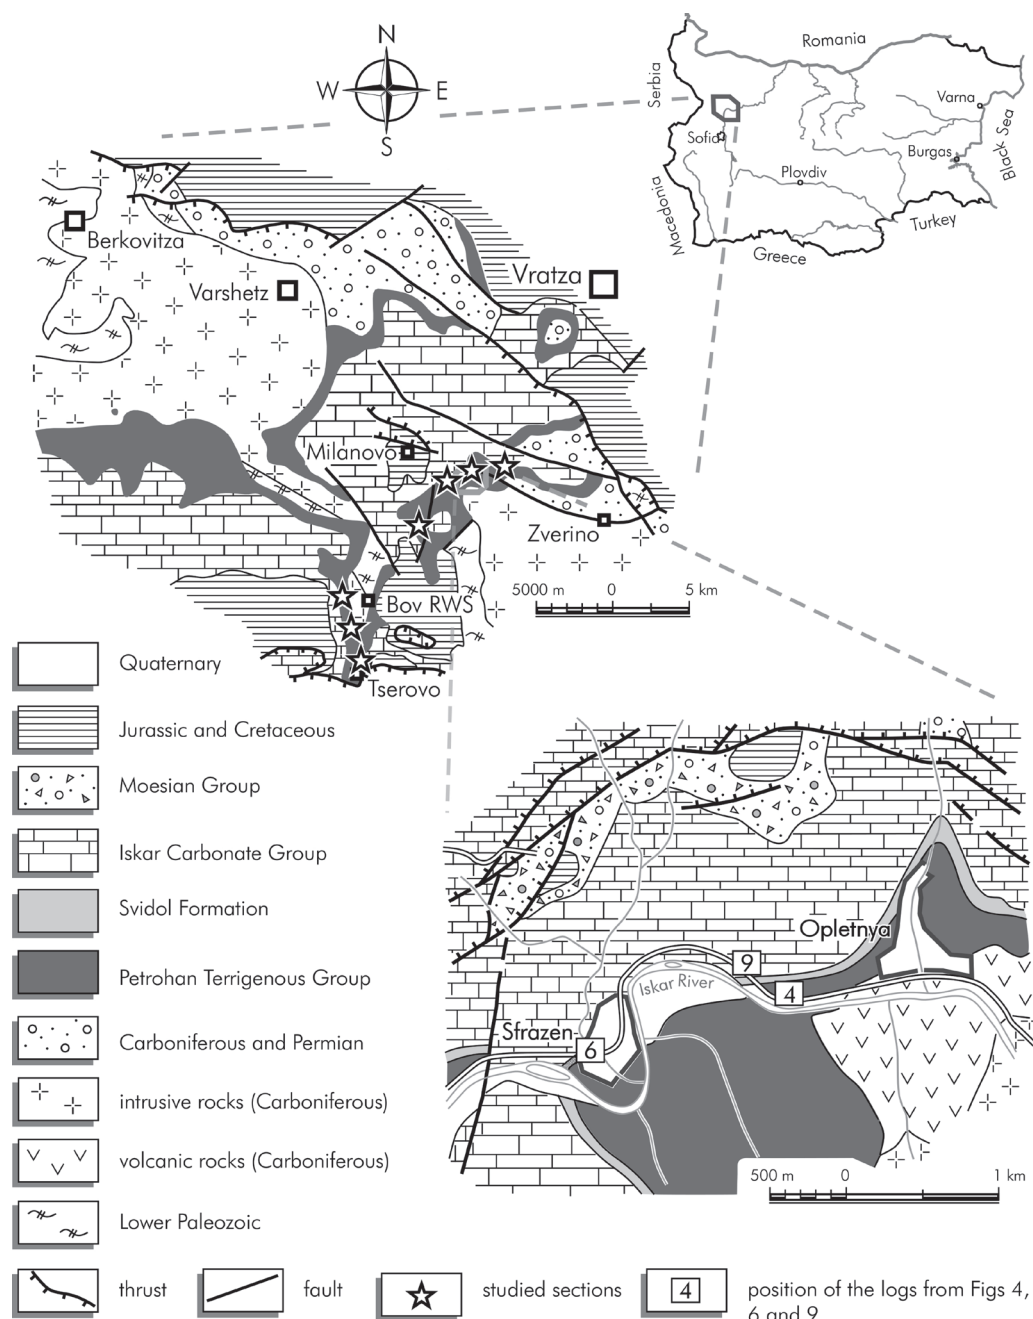 N
W
E
S
Romania
Serbia
Varna
Sofia
Black Sea
Burgas
Plovdiv
Macedonia
Turkey
Greece
Berkovitza
Vratza
Varshetz
Milanovo
Zverino
5000 m 0 5 km
Bov RWS
Tserovo
Quaternary
Jurassic and Cretaceous
Moesian Group
Iskar Carbonate Group
Svidol Formation
Petrohan Terrigenous Group
Carboniferous and Permian
intrusive rocks (Carboniferous)
volcanic rocks (Carboniferous)
Lower Paleozoic
Opletnya
9
Iskar River
4
Sfrazen
6
500 m 0 1 km
thrust
fault
studied sections
4
position of the logs from Figs 4,
6 and 9